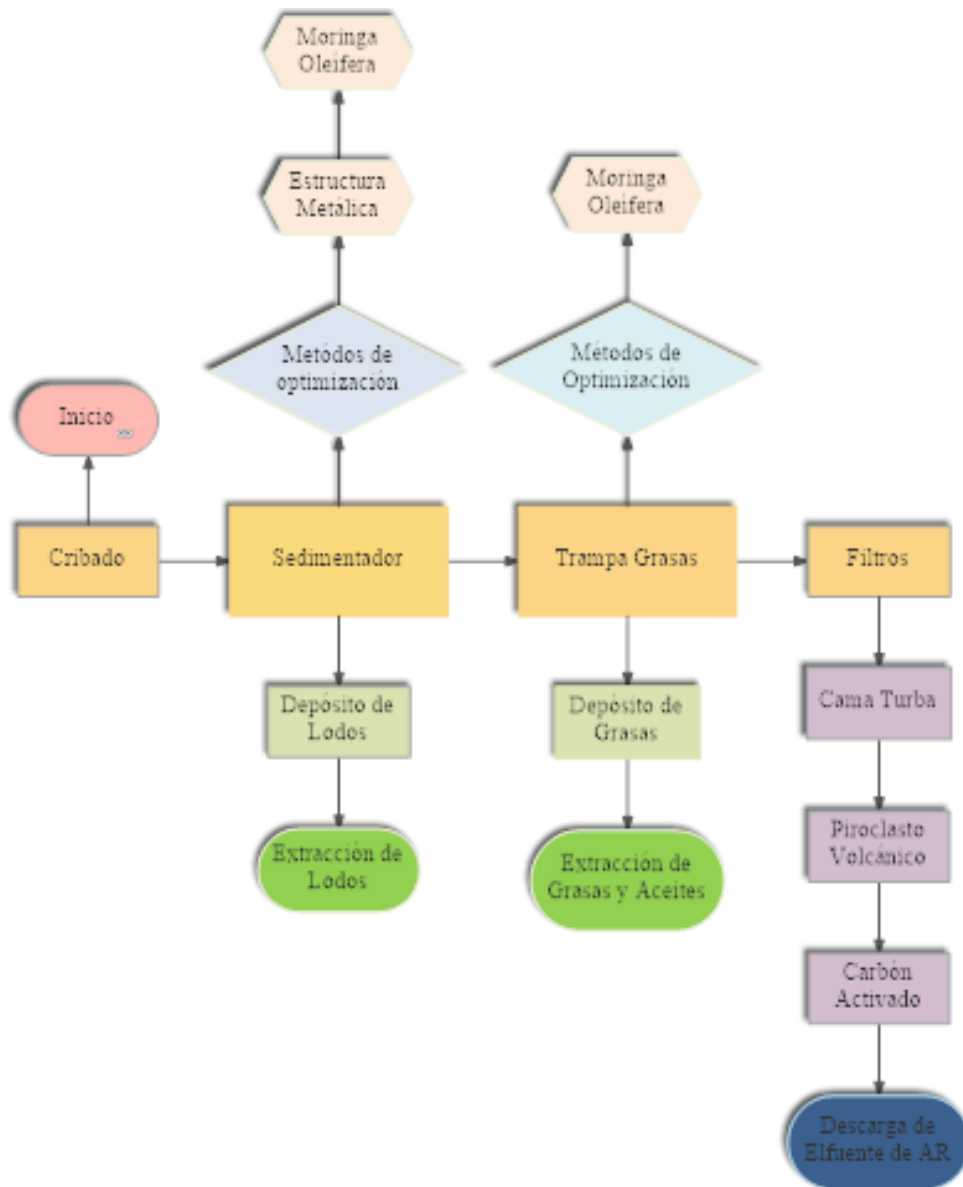 Moringa
Oleifera
Estructura
Metálica
Moringa
Oleifera
Metódos de
optimización
Métodos de
Optimización
Inicio
Cribado
Sedimentador
Trampa Grasas
Filtros
Depósito de
Lodos
Depósito de
Grasas
Cama Turba
Extracción de
Lodos
Extracción de
Grasas y Aceites
Piroclasto
Volcánico
Carbón
Activado
Descarga de
Elfuente de AR